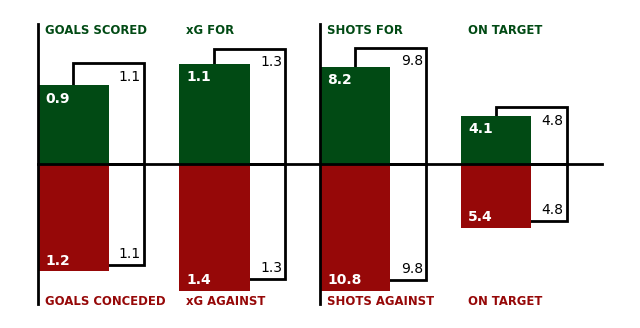 GOALS SCORED xG FOR SHOTS FOR ON TARGET
1.1 1.3 9.8 4.8
0.9 1.1 8.2 4.1
1.2 1.4 10.8 5.4
1.1 1.3 9.8 4.8
GOALS CONCEDED xG AGAINST SHOTS AGAINST ON TARGET